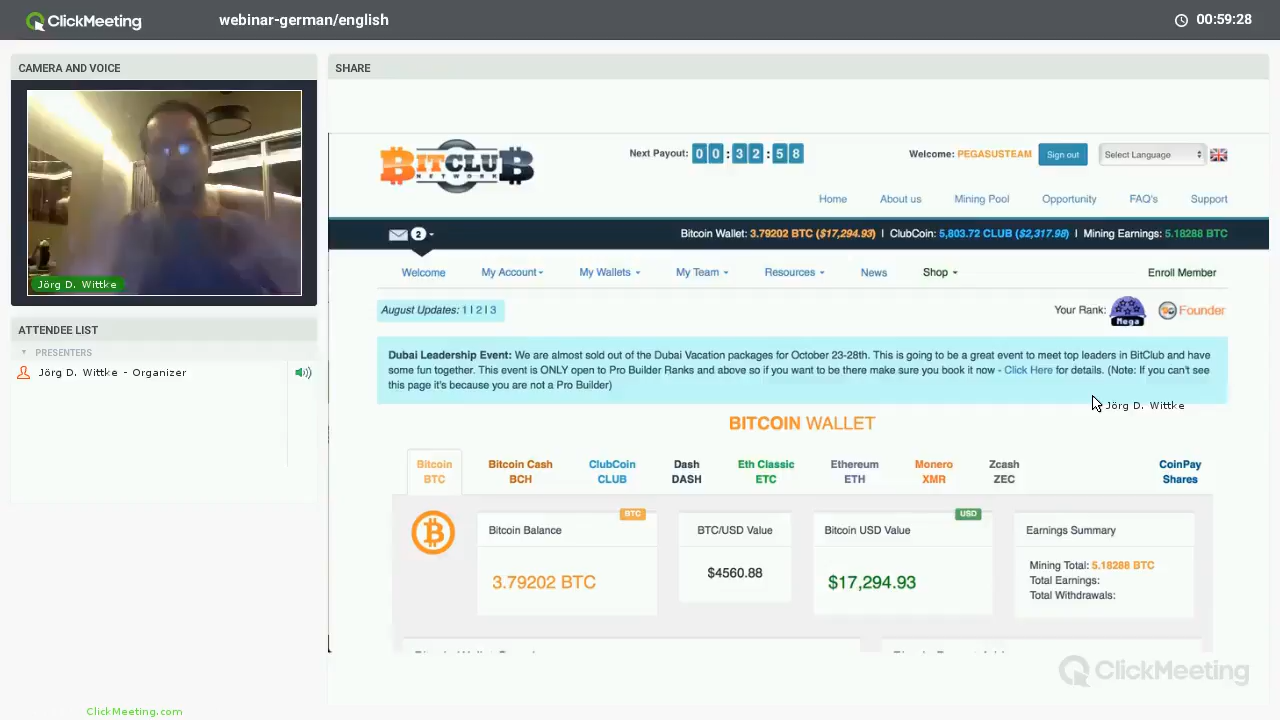 ClickMeeting
webinar-german/english
00:59:28
CAMERA AND VOICE
Jörg D. Wittke
ATTENDEE LIST
PRESENTERS
Jörg D. Wittke - Organizer
ClickMeeting.com
SHARE
BITCLUB
NETWORK
Next Payout: 00:32:58
Welcome: PEGASUSTEAM Sign out Select Language
Home About us Mining Pool Opportunity FAQ's Support
2 Bitcoin Wallet: 3.79202 BTC ($17,294.93) | ClubCoin: 5,803.72 CLUB ($2,317.98) | Mining Earnings: 5.18288 BTC
Welcome My Account My Wallets My Team Resources News Shop Enroll Member
August Updates: 1 | 2 | 3
Your Rank: Mega Founder
Dubai Leadership Event: We are almost sold out of the Dubai Vacation packages for October 23-28th. This is going to be a great event to meet top leaders in BitClub and have
some fun together. This event is ONLY open to Pro Builder Ranks and above so if you want to be there make sure you book it now - Click Here for details. (Note: If you can't see
this page it's because you are not a Pro Builder)
Jörg D. Wittke
BITCOIN WALLET
Bitcoin BTC
Bitcoin Cash BCH
ClubCoin CLUB
Dash DASH
Eth Classic ETC
Ethereum ETH
Monero XMR
Zcash ZEC
CoinPay Shares
Bitcoin Balance BTC
3.79202 BTC
BTC/USD Value
$4560.88
Bitcoin USD Value USD
$17,294.93
Earnings Summary
Mining Total: 5.18288 BTC
Total Earnings:
Total Withdrawals:
ClickMeeting